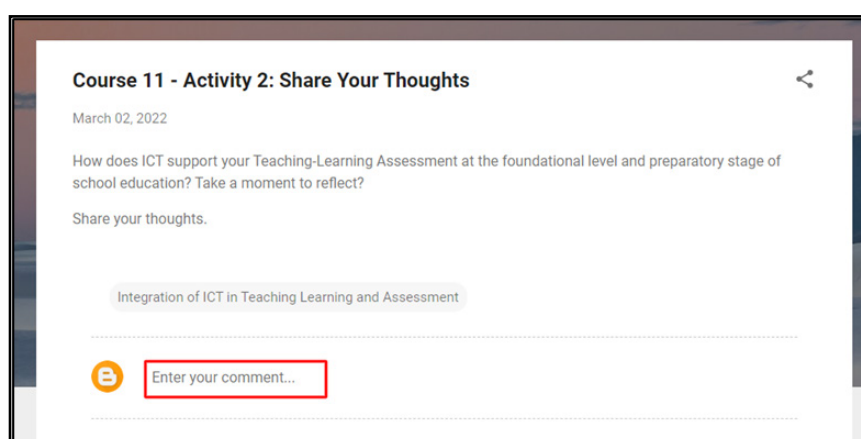 Course 11 - Activity 2: Share Your Thoughts
March 02, 2022
How does ICT support your Teaching-Learning Assessment at the foundational level and preparatory stage of
school education? Take a moment to reflect?
Share your thoughts.
Integration of ICT in Teaching Learning and Assessment
Enter your comment...